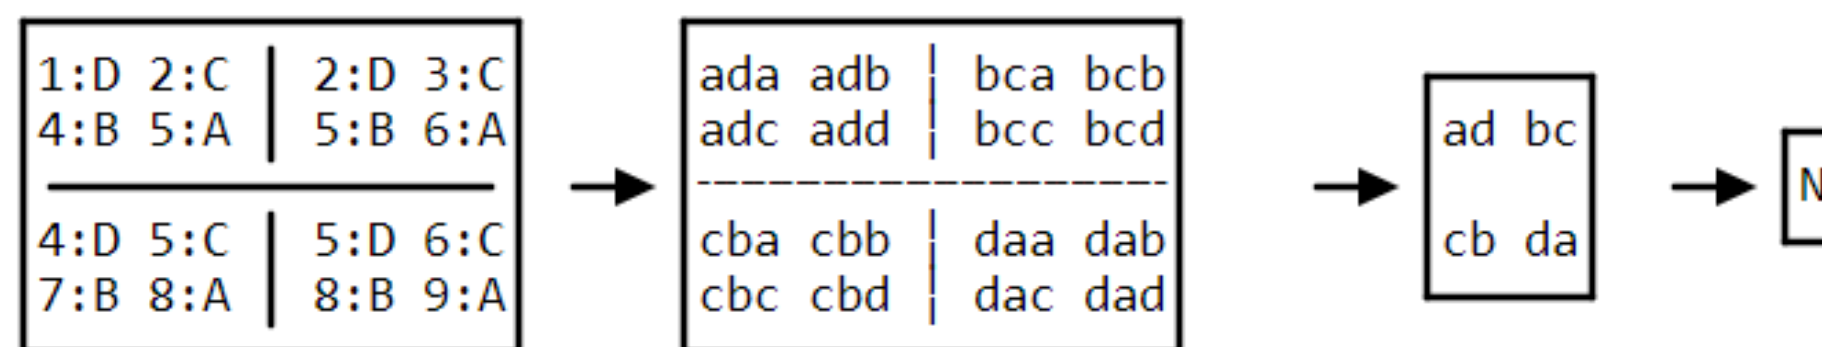 1:D 2:C 2:D 3:C
4:B 5:A 5:B 6:A
4:D 5:C 5:D 6:C
7:B 8:A 8:B 9:A
ada adb bca bcb
adc add bcc bcd
cba cbb daa dab
cbc cbd dac dad
ad bc
cb da
N